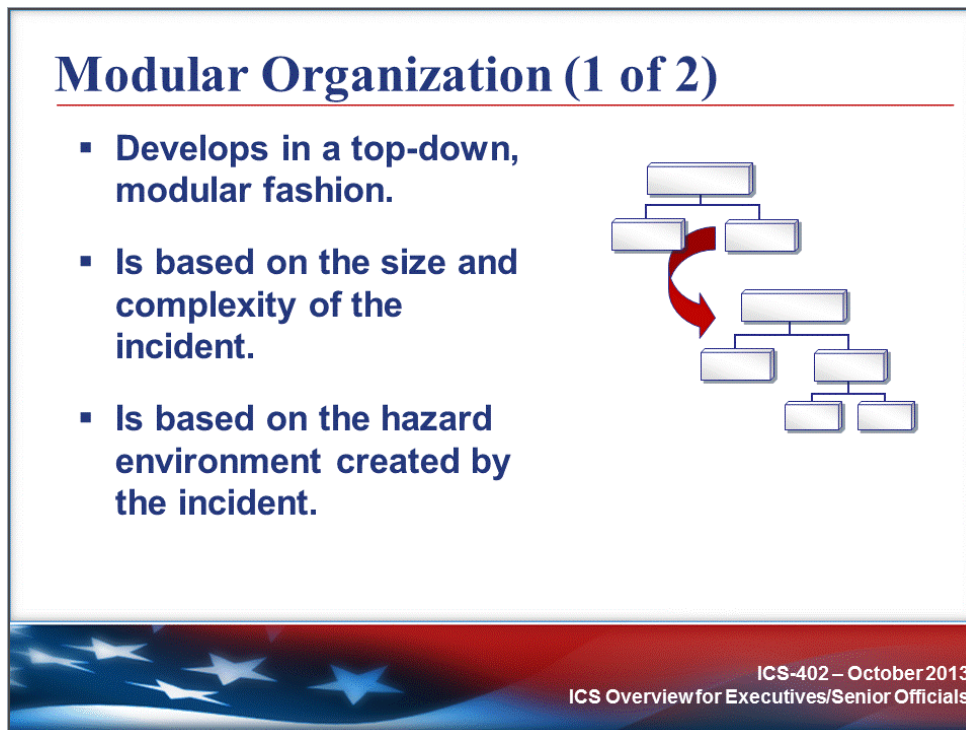 Modular Organization (1 of 2)
▪ Develops in a top-down,
modular fashion.
▪ Is based on the size and
complexity of the
incident.
▪ Is based on the hazard
environment created by
the incident.
ICS-402 – October 2013
ICS Overview for Executives/Senior Officials